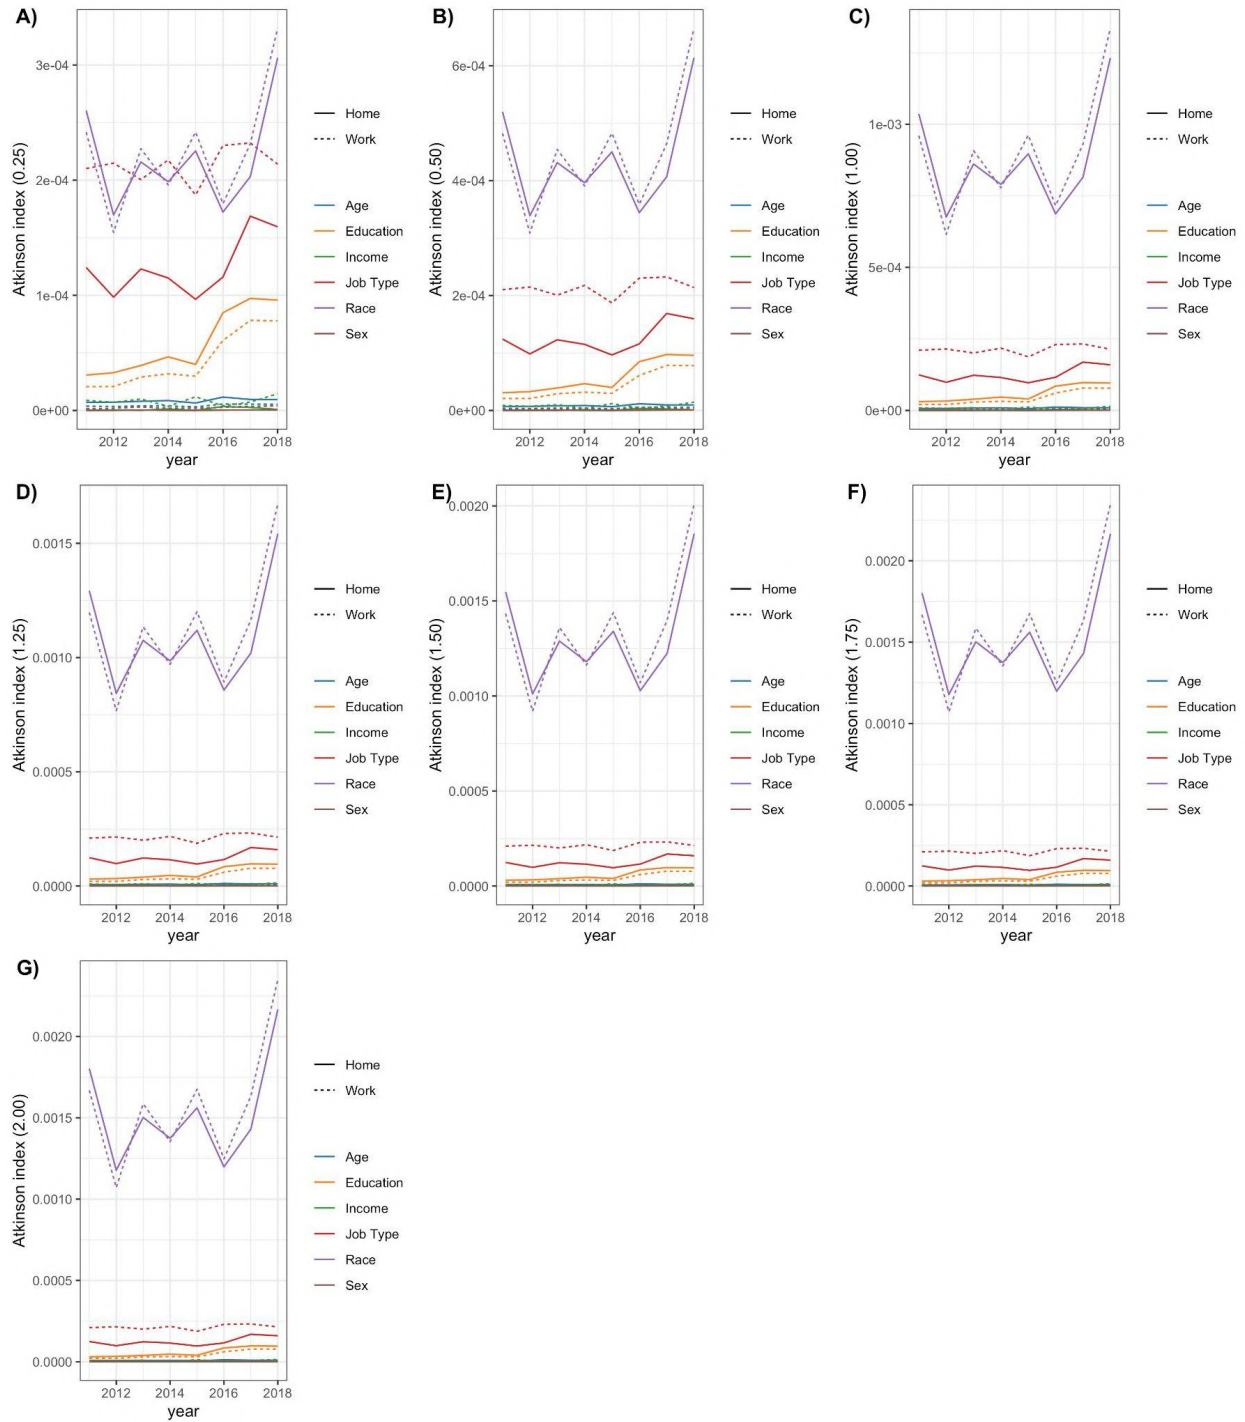 A)
Atkinson index (0.25)
3e-04
2e-04
1e-04
0e+00
2012 2014 2016 2018
year
Home
Work
Age
Education
Income
Job Type
Race
Sex
B)
Atkinson index (0.50)
6e-04
4e-04
2e-04
0e+00
2012 2014 2016 2018
year
Home
Work
Age
Education
Income
Job Type
Race
Sex
C)
Atkinson index (1.00)
1e-03
5e-04
0e+00
2012 2014 2016 2018
year
Home
Work
Age
Education
Income
Job Type
Race
Sex
D)
Atkinson index (1.25)
0.0015
0.0010
0.0005
0.0000
2012 2014 2016 2018
year
Home
Work
Age
Education
Income
Job Type
Race
Sex
E)
Atkinson index (1.50)
0.0020
0.0015
0.0010
0.0005
0.0000
2012 2014 2016 2018
year
Home
Work
Age
Education
Income
Job Type
Race
Sex
F)
Atkinson index (1.75)
0.0020
0.0015
0.0010
0.0005
0.0000
2012 2014 2016 2018
year
Home
Work
Age
Education
Income
Job Type
Race
Sex
G)
Atkinson index (2.00)
0.0020
0.0015
0.0010
0.0005
0.0000
2012 2014 2016 2018
year
Home
Work
Age
Education
Income
Job Type
Race
Sex